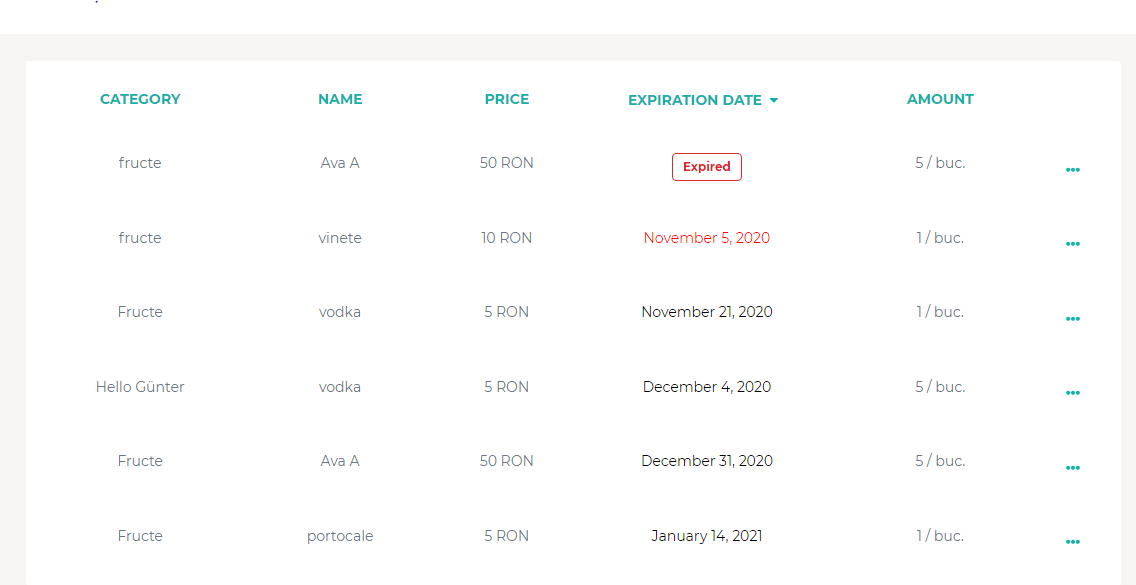 CATEGORY NAME PRICE EXPIRATION DATE AMOUNT
fructe Ava A 50 RON Expired 5 / buc.
fructe vinete 10 RON November 5, 2020 1 / buc.
Fructe vodka 5 RON November 21, 2020 1 / buc.
Hello Günter vodka 5 RON December 4, 2020 5 / buc.
Fructe Ava A 50 RON December 31, 2020 5 / buc.
Fructe portocale 5 RON January 14, 2021 1 / buc.